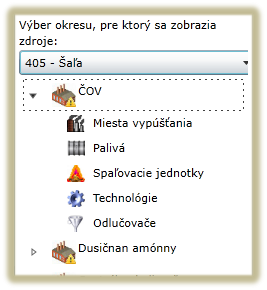 Výber okresu, pre ktorý sa zobrazia
zdroje:
405 - Šaľa
ČOV
Miesta vypúšťania
Palivá
Spaľovacie jednotky
Technológie
Odlučovače
Dusičnan amónny